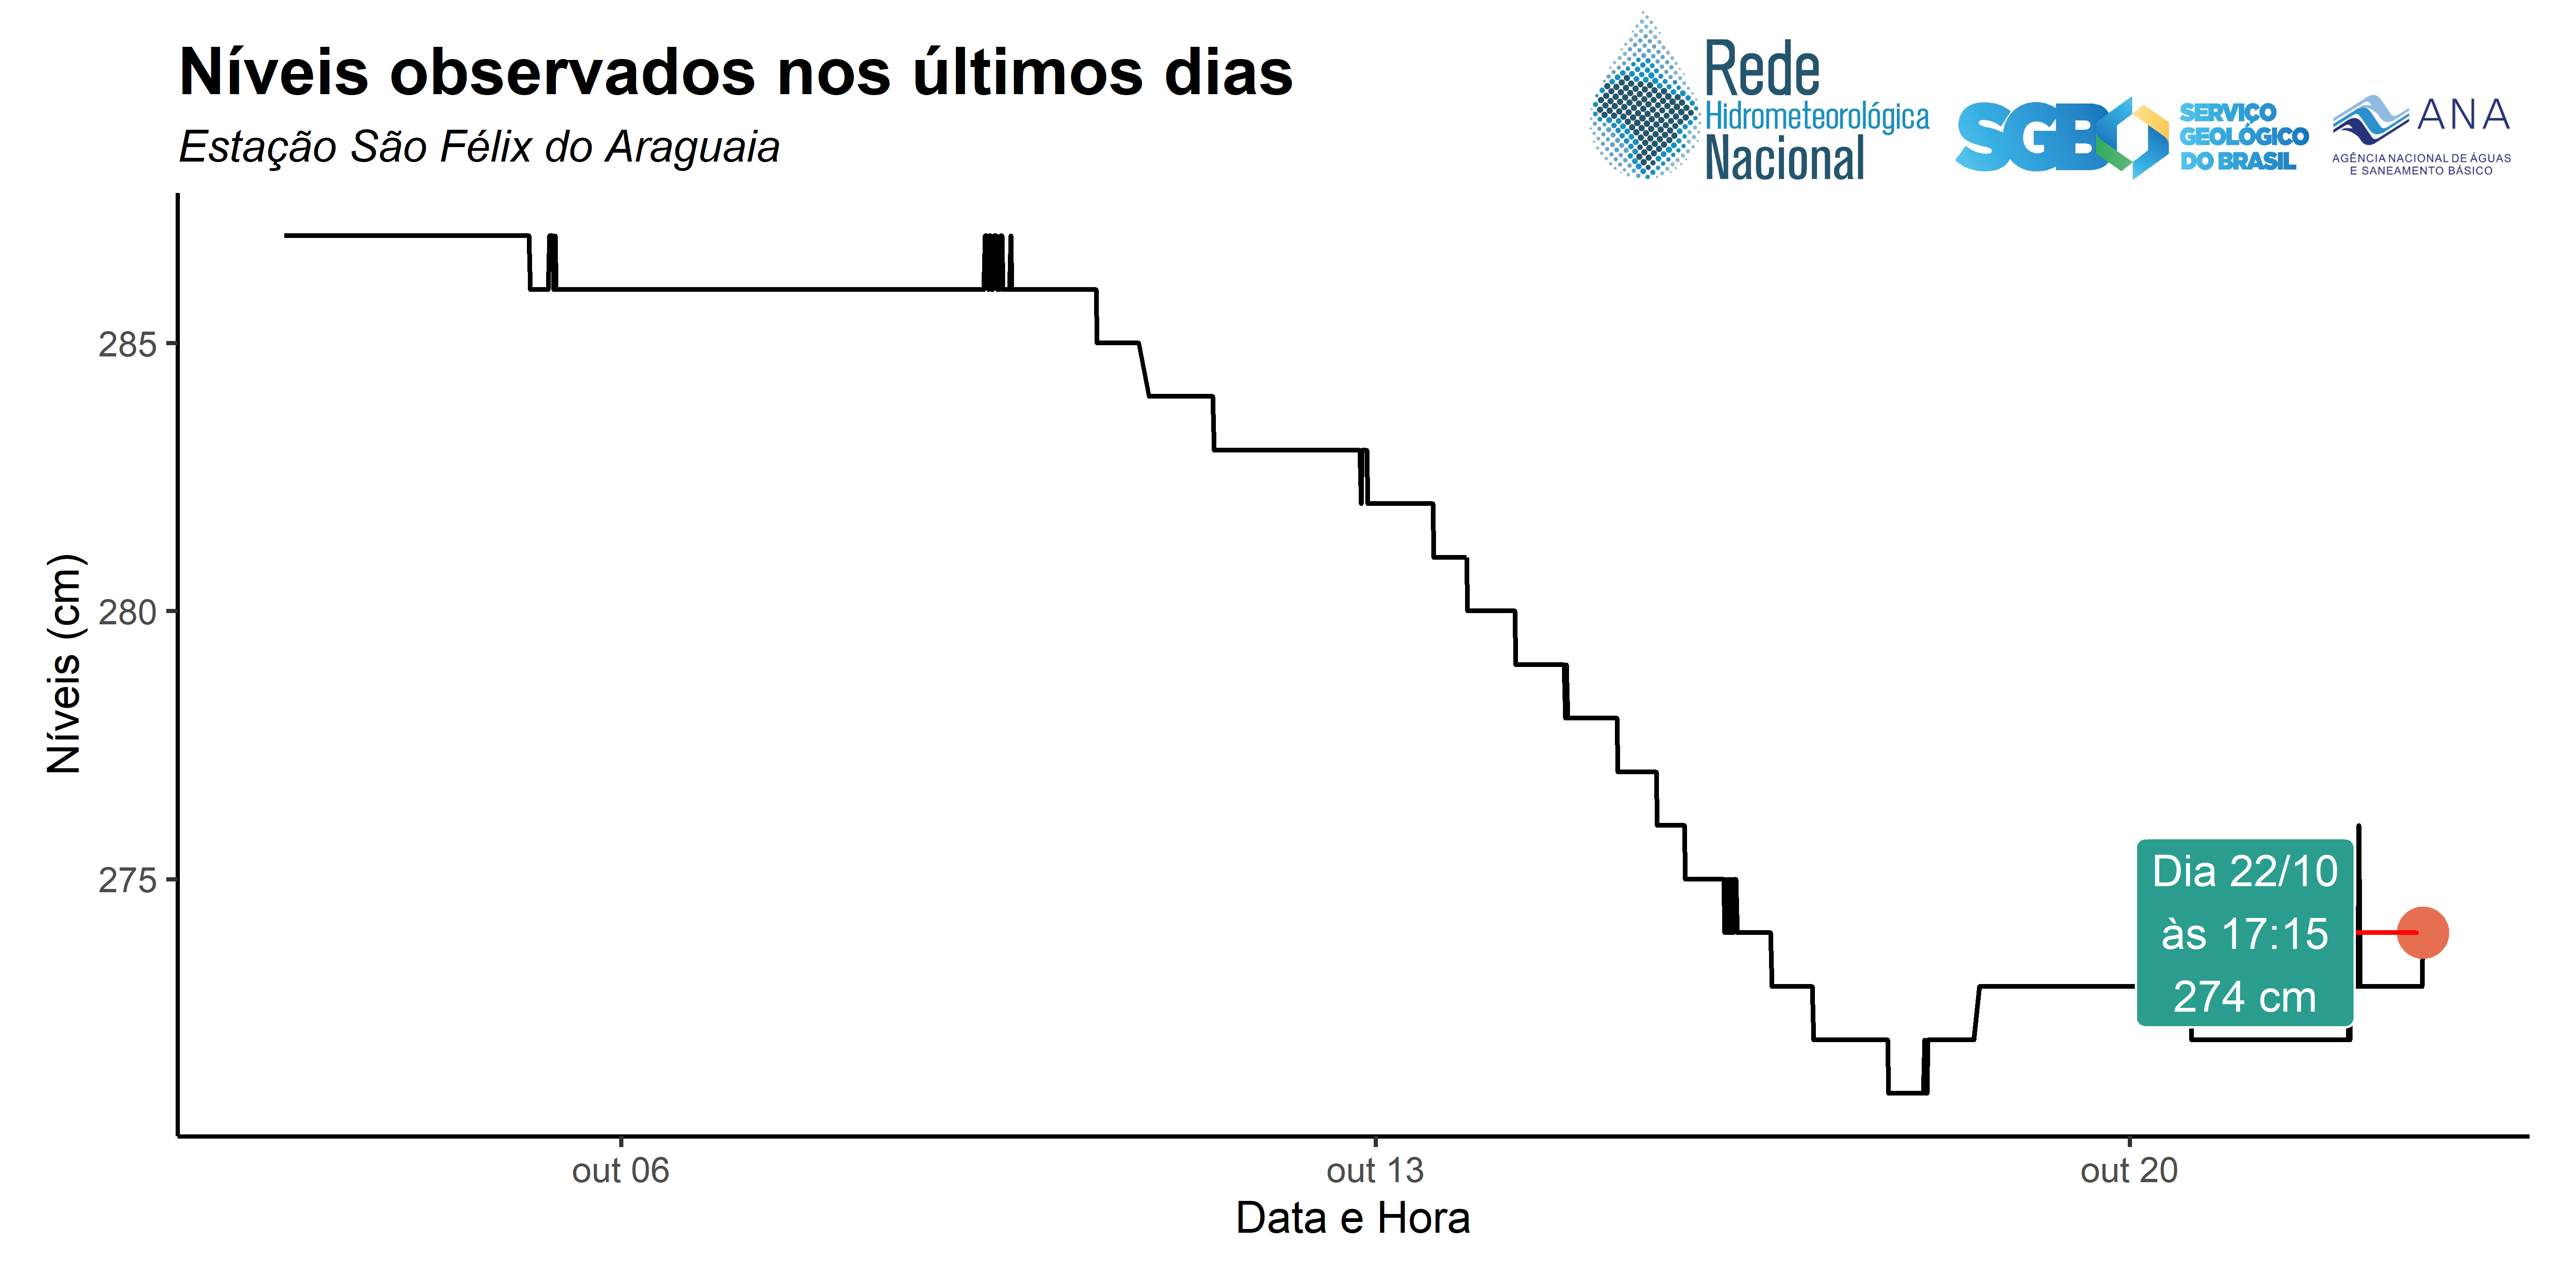 Níveis observados nos últimos dias
Estação São Félix do Araguaia
Rede
Hidrometeorológica
Nacional
SGB
SERVIÇO
GEOLÓGICO
DO BRASIL
ANA
AGÊNCIA NACIONAL DE ÁGUAS
E SANEAMENTO BÁSICO
Níveis (cm)
285
280
275
Dia 22/10
às 17:15
274 cm
out 06
out 13
out 20
Data e Hora